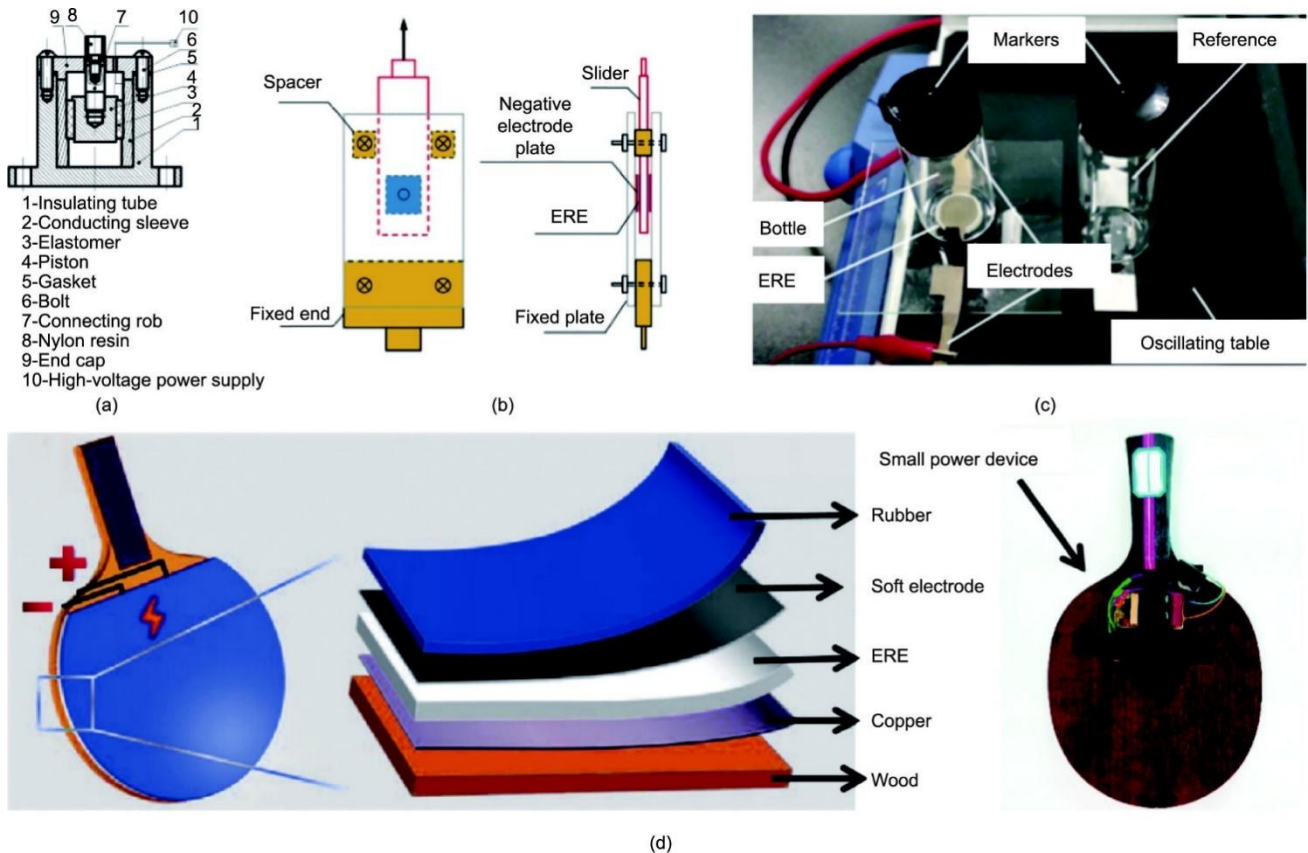 9 8 7 10
6
5
4
3
2
1
1-Insulating tube
2-Conducting sleeve
3-Elastomer
4-Piston
5-Gasket
6-Bolt
7-Connecting rob
8-Nylon resin
9-End cap
10-High-voltage power supply
(a)
Spacer
Fixed end
Slider
Negative
electrode
plate
ERE
Fixed plate
(b)
Markers
Reference
Bottle
ERE
Electrodes
Oscillating table
(c)
+
-
Rubber
Soft electrode
ERE
Copper
Wood
Small power device
(d)